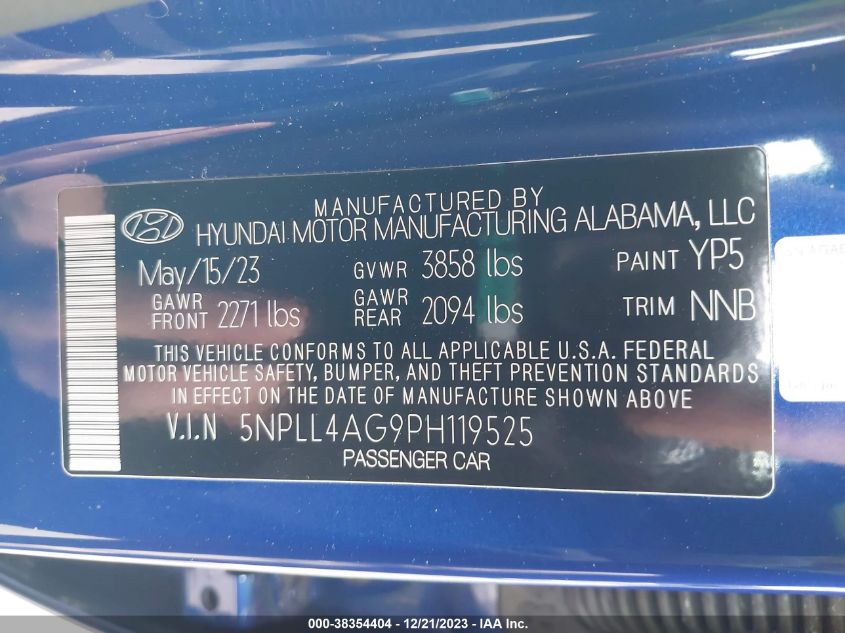 MANUFACTURED BY
HYUNDAI MOTOR MANUFACTURING ALABAMA, LLC
May/15/23 GVWR 3858 lbs PAINT YP5
GAWR FRONT 2271 lbs GAWR REAR 2094 lbs TRIM NNB
THIS VEHICLE CONFORMS TO ALL APPLICABLE U.S.A. FEDERAL
MOTOR VEHICLE SAFETY, BUMPER, AND THEFT PREVENTION STANDARDS
IN EFFECT ON THE DATE OF MANUFACTURE SHOWN ABOVE.
V.I.N 5NPLL4AG9PH119525
PASSENGER CAR
000-38354404 - 12/21/2023 - IAA Inc.